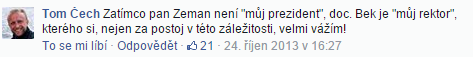 Tom Čech Zatímco pan Zeman není "můj prezident", doc. Bek je "můj rektor",
kterého si, nejen za postoj v této záležitosti, velmi vážím!
To se mi líbí · Odpovědět · 21 · 24. říjen 2013 v 16:27